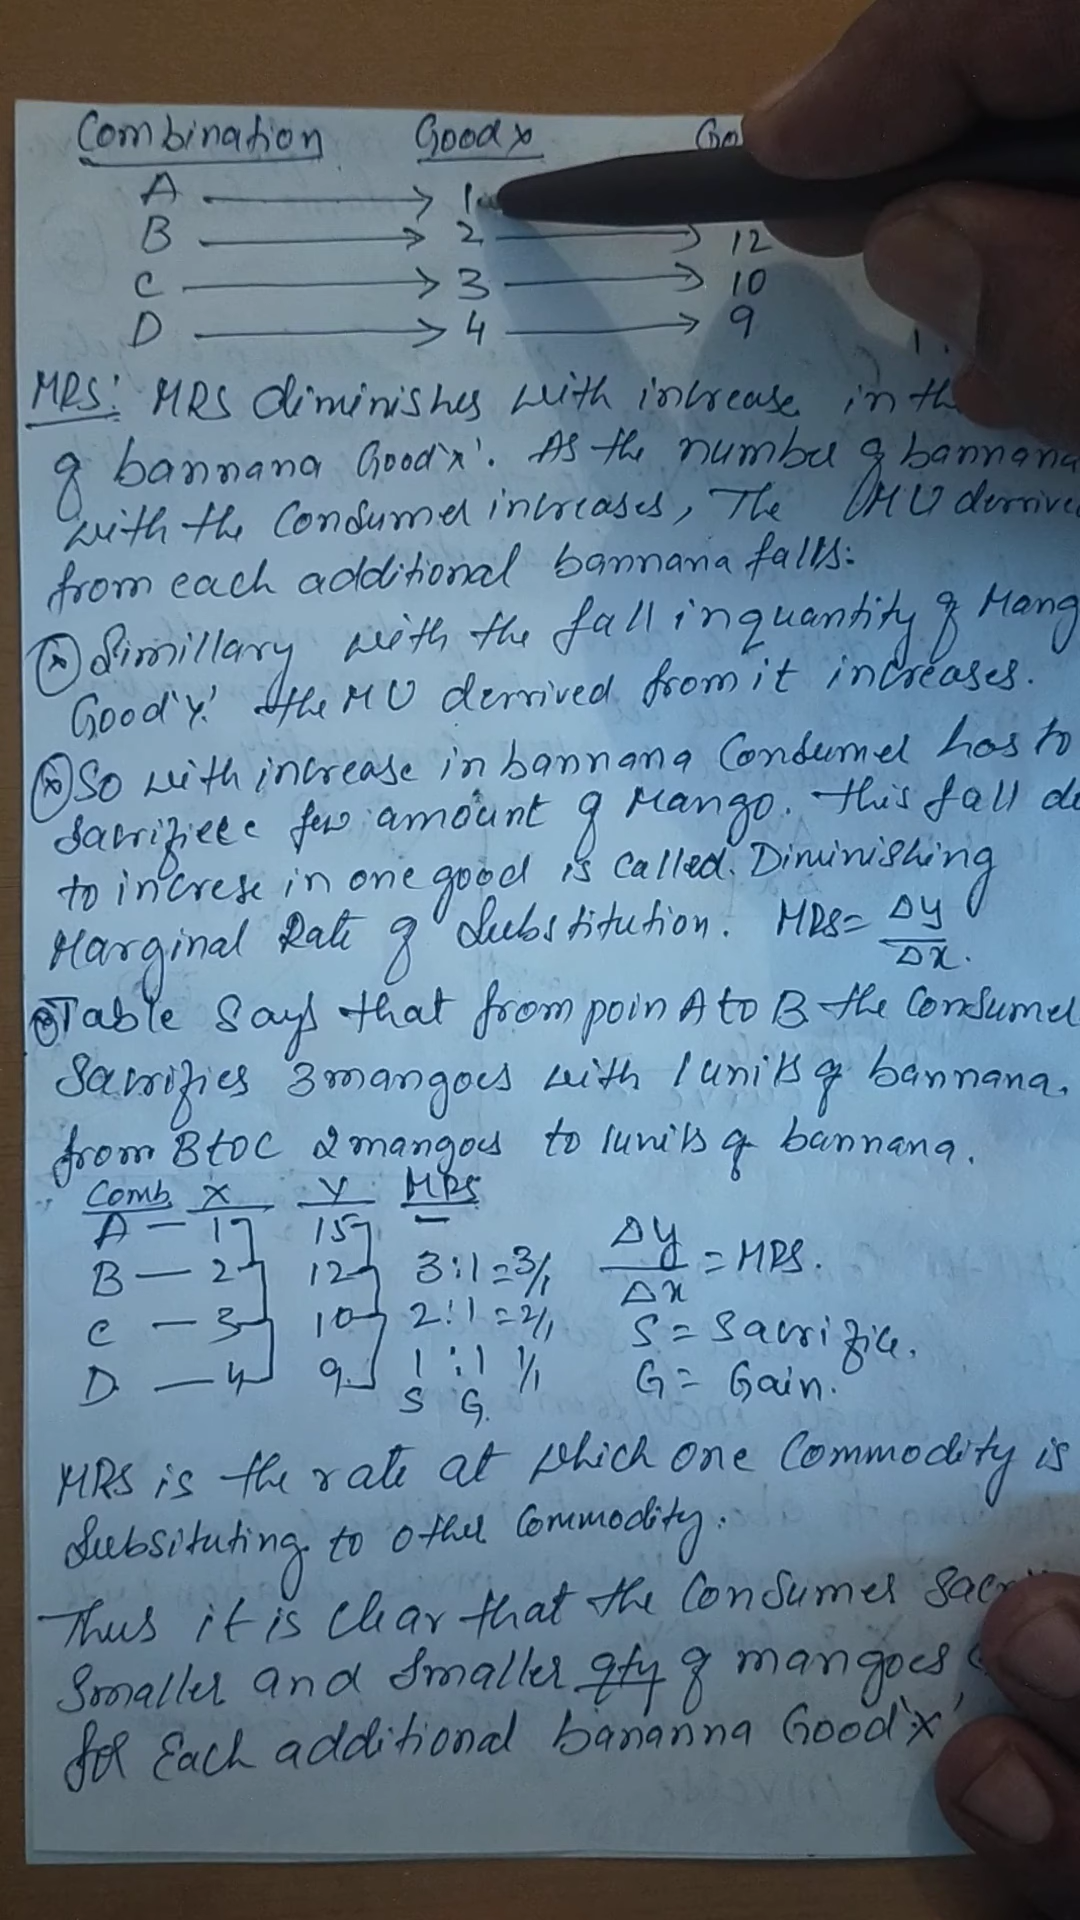 Combination Good x
A → 1
B → 2 → 12
C → 3 → 10
D → 4 → 9
MRS: MRS diminishes with increase in
of bannana Good 'x'. As the number of bannana
with the Consumer increases, The MU derrive
from each additional bannana falls:
Simillary with the fall in quantity of Mang
Good 'Y' the MU derrived from it increases.
So with increase in bannana Consumer has to
Sacrifiece few amount of Mango. this fall
to increse in one good is Called Diminishing
Marginal Rate of Substitution. MRS= Δy/Δx.
Table Says that from poin A to B the Consumer
Sacrifies 3 mangoes with 1 units of bannana.
from B to C 2 mangoes to 1 units of bannana.
Comb X Y MRS
A — 1 15 —
B — 2 12 3:1 = 3/1 Δy/Δx = MRS.
C — 3 10 2:1 = 2/1 S = Sacrifice.
D — 4 9 1:1 1/1 G = Gain.
S G.
MRS is the rate at which one Commodity is
Subsituting to other Commodity.
Thus it is Clear that the Consumer
Smaller and Smaller qty of mangoes
for Each additional bananna Good 'x'